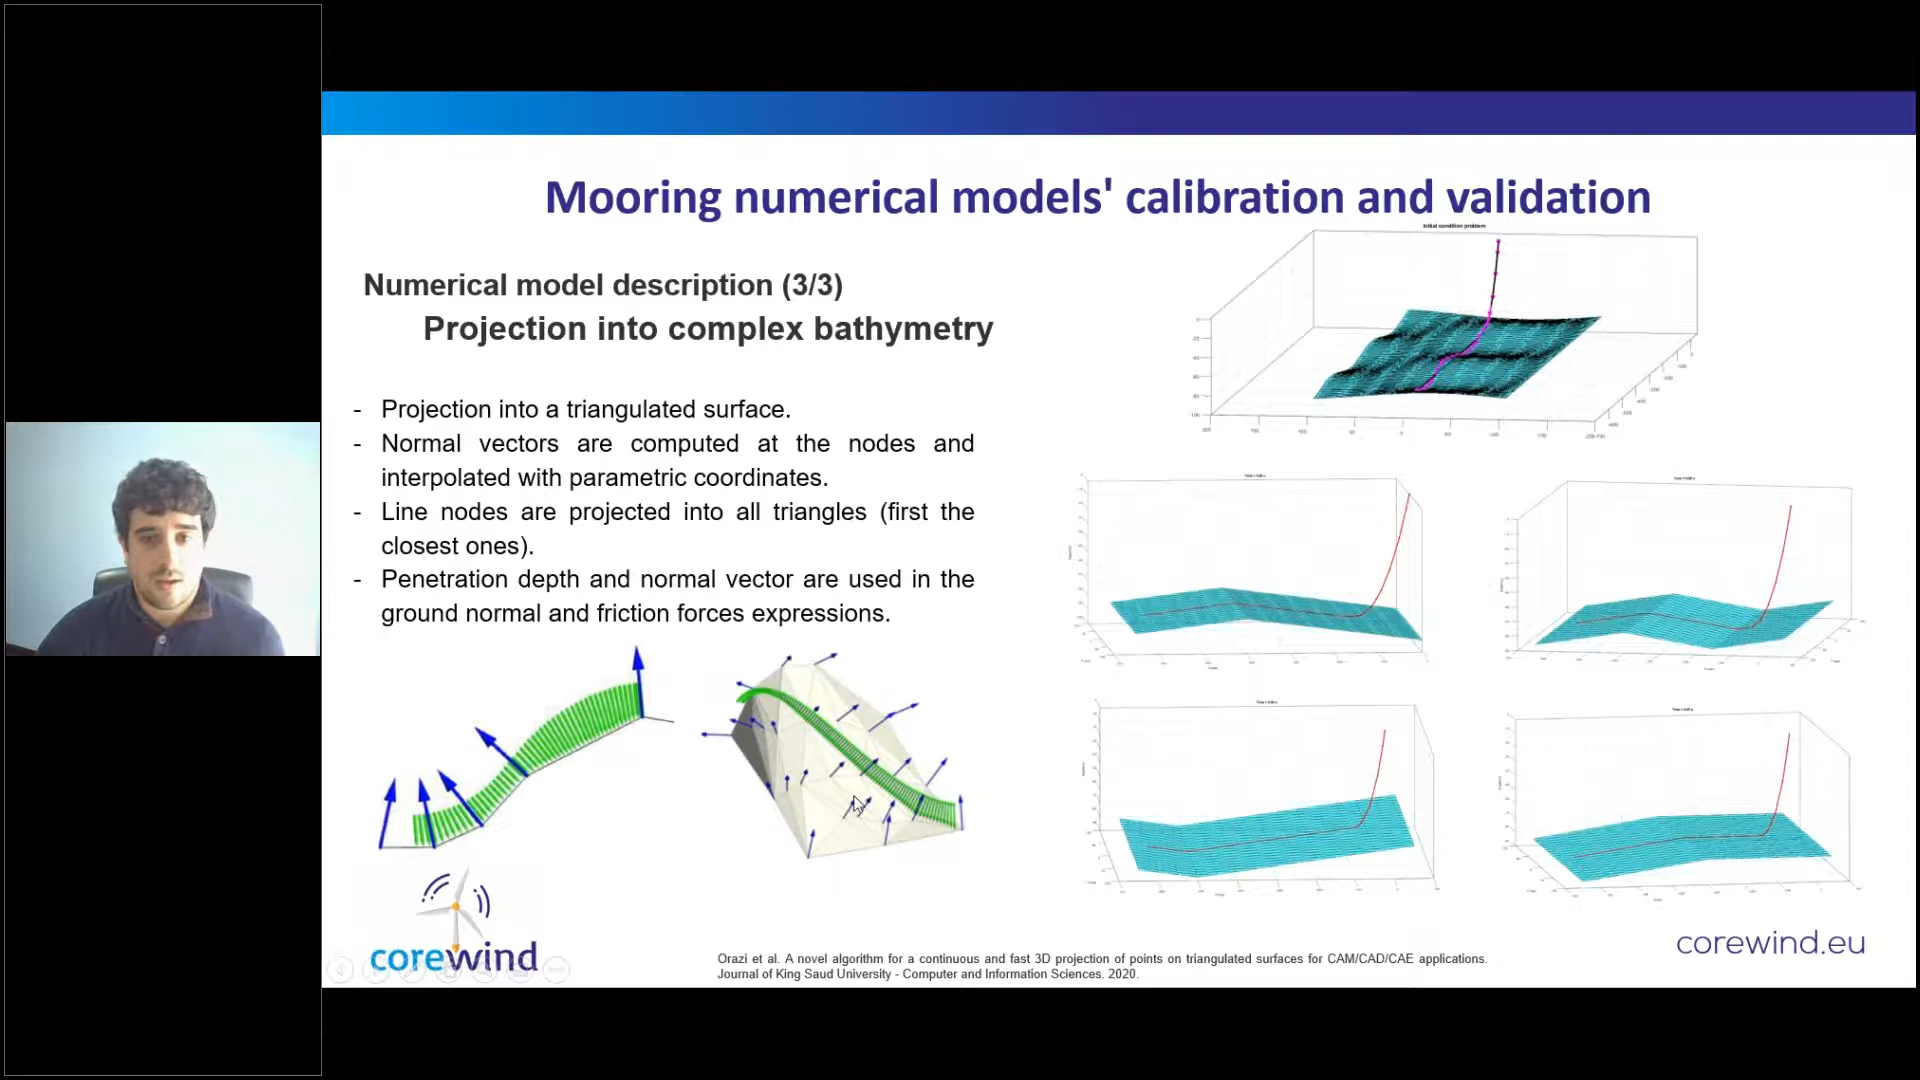 Mooring numerical models' calibration and validation
Initial condition problem
Numerical model description (3/3)
Projection into complex bathymetry
- Projection into a triangulated surface.
- Normal vectors are computed at the nodes and
interpolated with parametric coordinates.
- Line nodes are projected into all triangles (first the
closest ones).
- Penetration depth and normal vector are used in the
ground normal and friction forces expressions.
corewind
Orazi et al. A novel algorithm for a continuous and fast 3D projection of points on triangulated surfaces for CAM/CAD/CAE applications.
Journal of King Saud University - Computer and Information Sciences. 2020.
corewind.eu